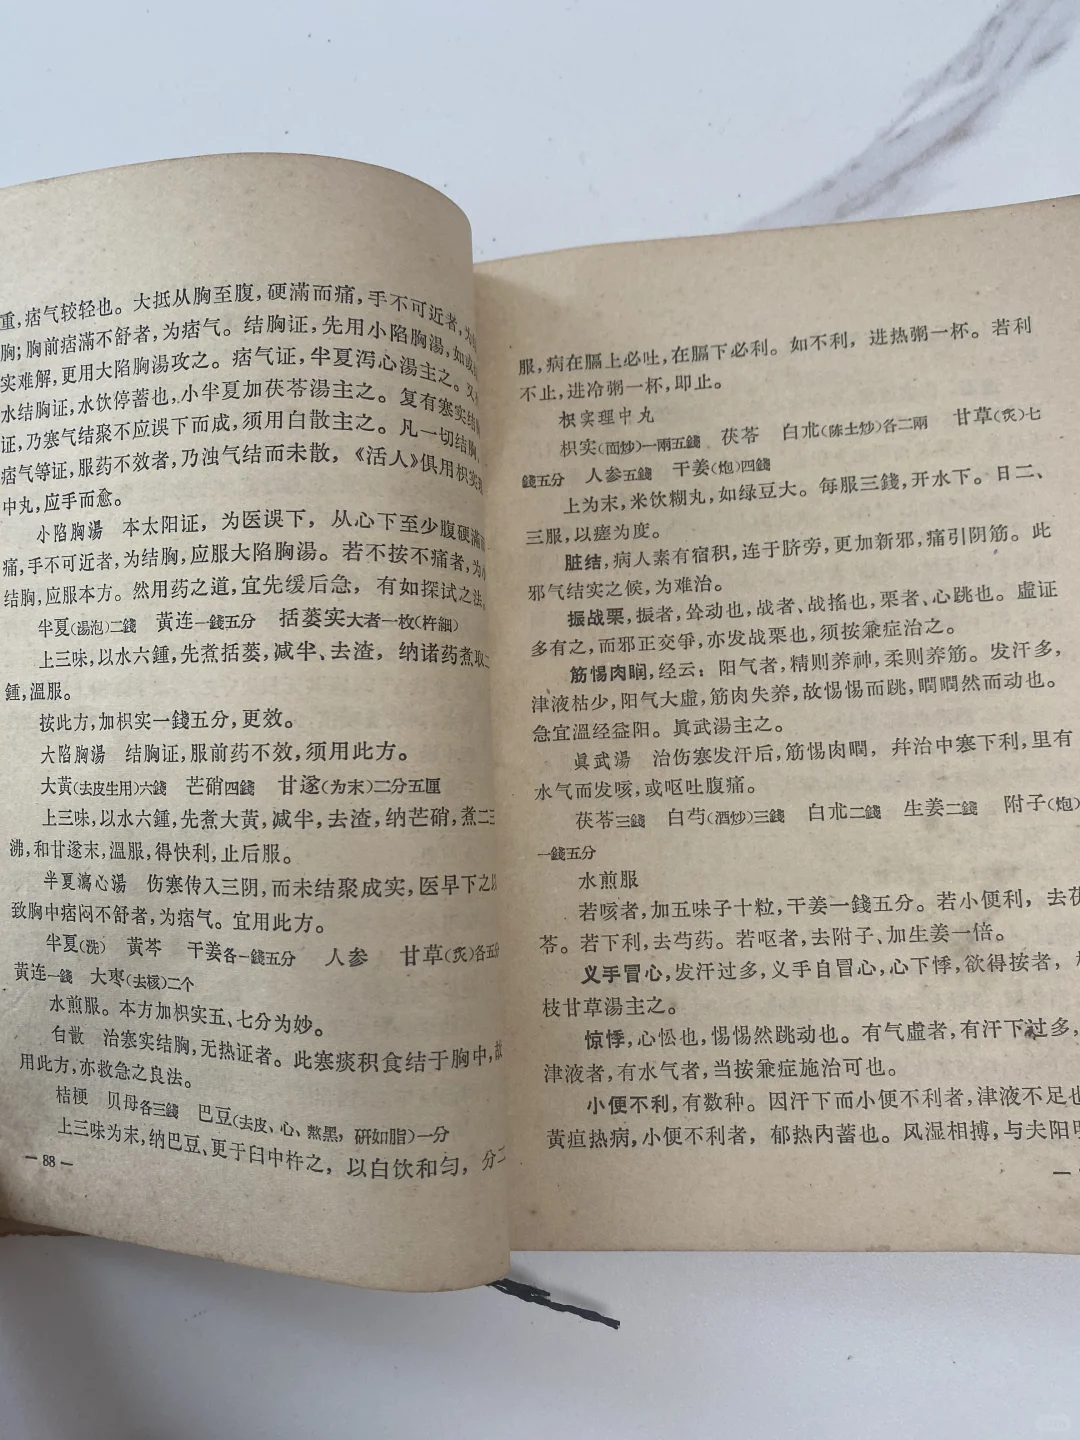 重，痞气较轻也。大抵从胸至腹，硬滿而痛，手不可近者，为
胸；胸前痞滿不舒者，为痞气。结胸证，先用小陷胸湯，如或
实难解，更用大陷胸湯攻之。痞气证，半夏泻心湯主之。又
水结胸证，水饮停蓄也，小半夏加茯苓湯主之。复有寒实结
证，乃寒气结聚不应误下而成，须用白散主之。凡一切结胸，
痞气等证，服药不效者，乃浊气结而未散，《活人》俱用枳实理
中丸，应手而愈。
小陷胸湯　本太阳证，为医误下，从心下至少腹硬滿
痛，手不可近者，为结胸，应服大陷胸湯。若不按不痛者，为小
结胸，应服本方。然用药之道，宜先缓后急，有如探试之法。
半夏（湯泡）二錢　黄连一錢五分　括蒌实大者一枚（杵細）
上三味，以水六鍾，先煮括蒌，减半、去渣，纳诸药煮取二
鍾，溫服。
按此方，加枳实一錢五分，更效。
大陷胸湯　结胸证，服前药不效，须用此方。
大黃（去皮生用）六錢　芒硝四錢　甘遂（为末）二分五厘
上三味，以水六鍾，先煮大黄，减半，去渣，纳芒硝，煮二三
沸，和甘遂末，溫服，得快利，止后服。
半夏瀉心湯　伤寒传入三阴，而未结聚成实，医早下之以
致胸中痞闷不舒者，为痞气。宜用此方。
半夏（洗）　黄芩　干姜各一錢五分　人参　甘草（炙）各五分
黄连一錢　大枣（去核）二个
水煎服。本方加枳实五、七分为妙。
白散　治寒实结胸，无热证者。此寒痰积食结于胸中，故
用此方，亦救急之良法。
桔梗　贝母各三錢　巴豆（去皮、心、熬黑，研如脂）一分
上三味为末，纳巴豆、更于臼中杵之，以白饮和匀，分二
— 88 —
服，病在膈上必吐，在膈下必利。如不利，进热粥一杯。若利
不止，进冷粥一杯，即止。
枳实理中丸
枳实（面炒）一兩五錢　茯苓　白朮（陈土炒）各二兩　甘草（炙）七
錢五分　人参五錢　干姜（炮）四錢
上为末，米饮糊丸，如绿豆大。每服三錢，开水下。日二、
三服，以瘥为度。
脏结，病人素有宿积，连于脐旁，更加新邪，痛引阴筋。此
邪气结实之候，为难治。
振战栗，振者，耸动也，战者、战搖也，栗者、心跳也。虛证
多有之，而邪正交爭，亦发战栗也，须按兼症治之。
筋惕肉瞤，经云：阳气者，精则养神，柔则养筋。发汗多，
津液枯少，阳气大虛，筋肉失养，故惕惕而跳，瞤瞤然而动也。
急宜溫经益阳。眞武湯主之。
眞武湯　治伤寒发汗后，筋惕肉瞤，幷治中寒下利，里有
水气而发咳，或呕吐腹痛。
茯苓三錢　白芍（酒炒）三錢　白朮二錢　生姜二錢　附子（炮）
一錢五分
水煎服
若咳者，加五味子十粒，干姜一錢五分。若小便利，去茯
苓。若下利，去芍药。若呕者，去附子、加生姜一倍。
义手冒心，发汗过多，义手自冒心，心下悸，欲得按者，
枝甘草湯主之。
惊悸，心忪也，惕惕然跳动也。有气虛者，有汗下过多，
津液者，有水气者，当按兼症施治可也。
小便不利，有数种。因汗下而小便不利者，津液不足也
黄疸热病，小便不利者，郁热內蓄也。风湿相搏，与夫阳明